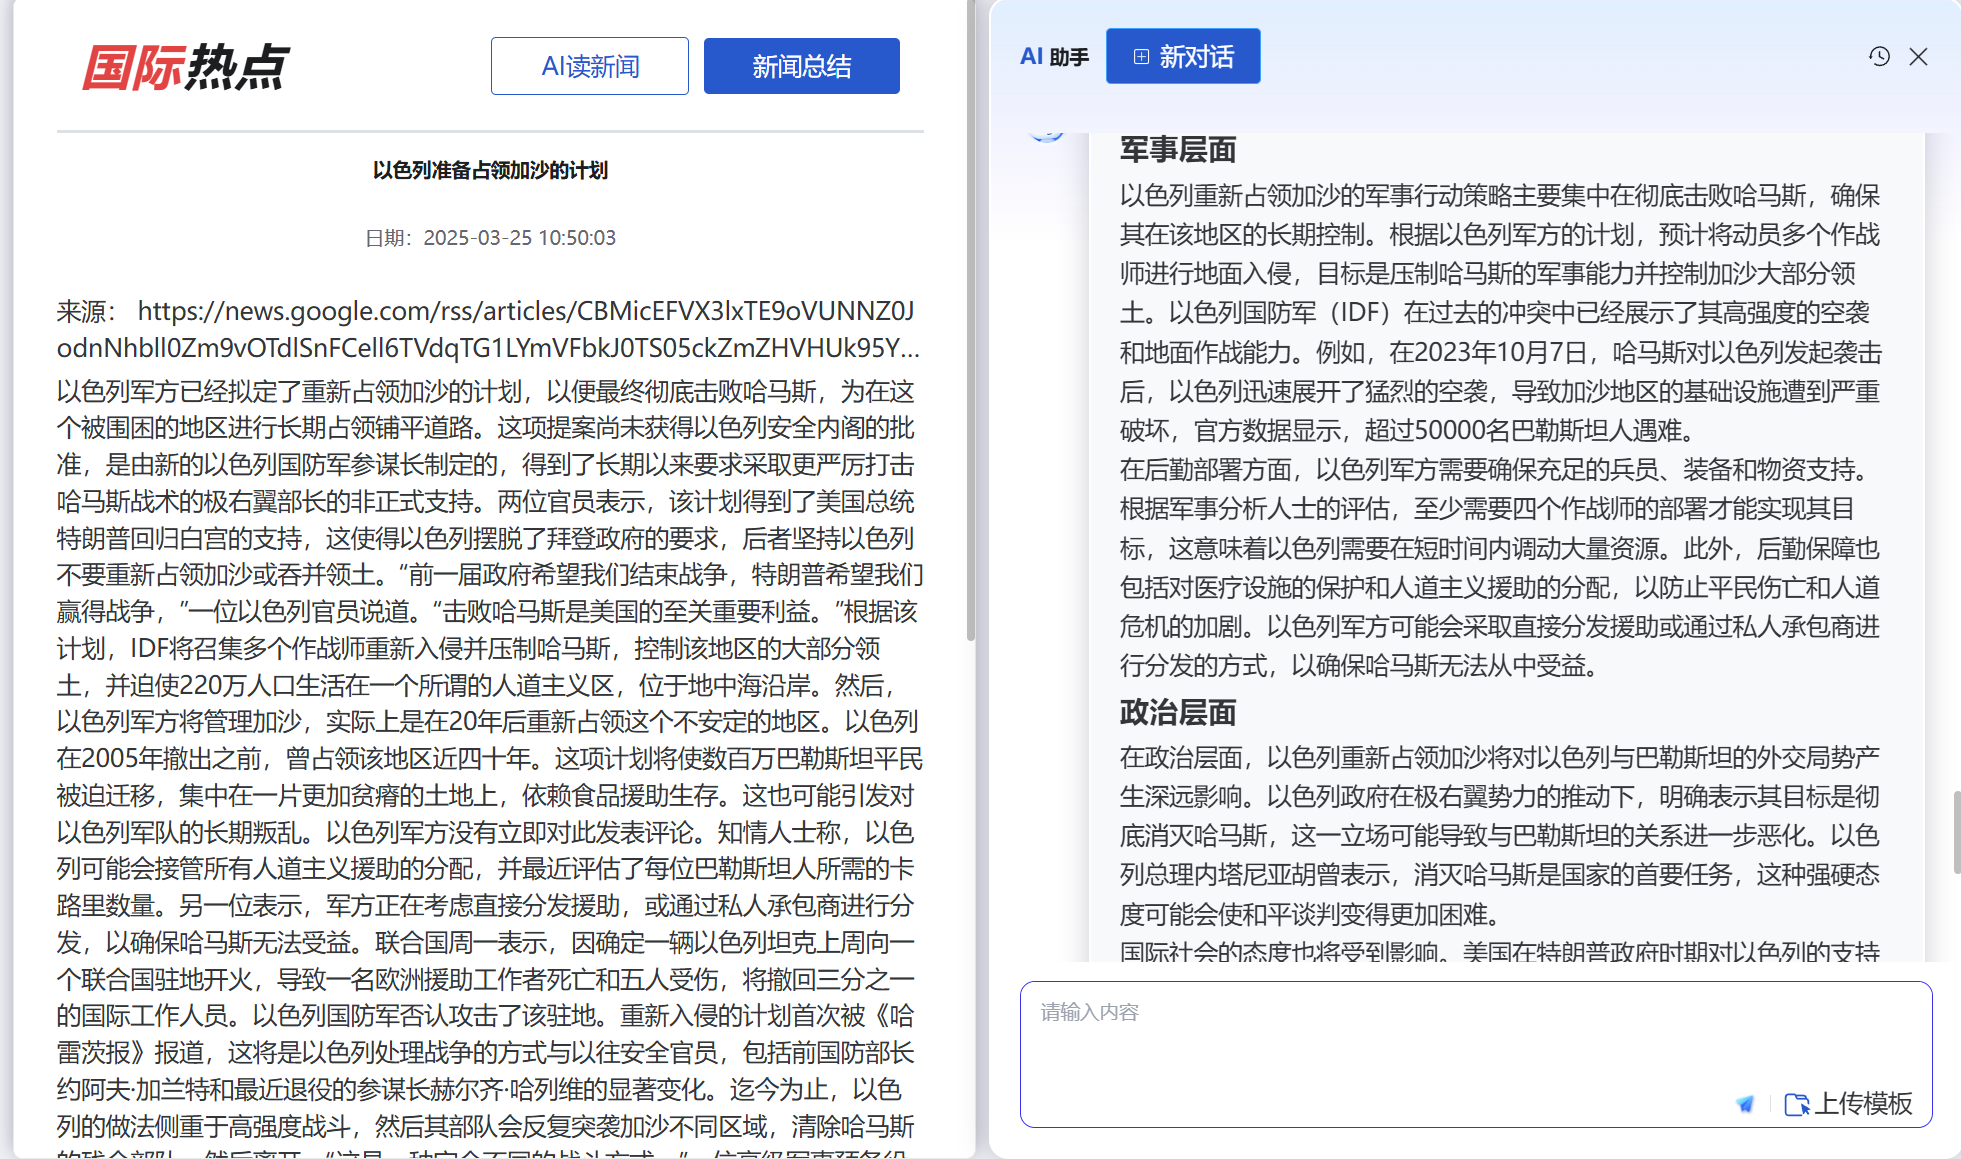 国际热点
AI读新闻
新闻总结
以色列准备占领加沙的计划
日期：2025-03-25 10:50:03
来源： https://news.google.com/rss/articles/CBMicEFVX3lxTE9oVUNNZ0J
odnNhbll0Zm9vOTdlSnFCell6TVdqTG1LYmVFbkJ0TS05ckZmZHVHUk95Y...
以色列军方已经拟定了重新占领加沙的计划，以便最终彻底击败哈马斯，为在这
个被围困的地区进行长期占领铺平道路。这项提案尚未获得以色列安全内阁的批
准，是由新的以色列国防军参谋长制定的，得到了长期以来要求采取更严厉打击
哈马斯战术的极右翼部长的非正式支持。两位官员表示，该计划得到了美国总统
特朗普回归白宫的支持，这使得以色列摆脱了拜登政府的要求，后者坚持以色列
不要重新占领加沙或吞并领土。“前一届政府希望我们结束战争，特朗普希望我们
赢得战争，”一位以色列官员说道。“击败哈马斯是美国的至关重要利益。”根据该
计划，IDF将召集多个作战师重新入侵并压制哈马斯，控制该地区的大部分领
土，并迫使220万人口生活在一个所谓的人道主义区，位于地中海沿岸。然后，
以色列军方将管理加沙，实际上是在20年后重新占领这个不安定的地区。以色列
在2005年撤出之前，曾占领该地区近四十年。这项计划将使数百万巴勒斯坦平民
被迫迁移，集中在一片更加贫瘠的土地上，依赖食品援助生存。这也可能引发对
以色列军队的长期叛乱。以色列军方没有立即对此发表评论。知情人士称，以色
列可能会接管所有人道主义援助的分配，并最近评估了每位巴勒斯坦人所需的卡
路里数量。另一位表示，军方正在考虑直接分发援助，或通过私人承包商进行分
发，以确保哈马斯无法受益。联合国周一表示，因确定一辆以色列坦克上周向一
个联合国驻地开火，导致一名欧洲援助工作者死亡和五人受伤，将撤回三分之一
的国际工作人员。以色列国防军否认攻击了该驻地。重新入侵的计划首次被《哈
雷茨报》报道，这将是以色列处理战争的方式与以往安全官员，包括前国防部长
约阿夫·加兰特和最近退役的参谋长赫尔齐·哈列维的显著变化。迄今为止，以色
列的做法侧重于高强度战斗，然后其部队会反复突袭加沙不同区域，清除哈马斯
AI 助手
新对话
军事层面
以色列重新占领加沙的军事行动策略主要集中在彻底击败哈马斯，确保
其在该地区的长期控制。根据以色列军方的计划，预计将动员多个作战
师进行地面入侵，目标是压制哈马斯的军事能力并控制加沙大部分领
土。以色列国防军（IDF）在过去的冲突中已经展示了其高强度的空袭
和地面作战能力。例如，在2023年10月7日，哈马斯对以色列发起袭击
后，以色列迅速展开了猛烈的空袭，导致加沙地区的基础设施遭到严重
破坏，官方数据显示，超过50000名巴勒斯坦人遇难。
在后勤部署方面，以色列军方需要确保充足的兵员、装备和物资支持。
根据军事分析人士的评估，至少需要四个作战师的部署才能实现其目
标，这意味着以色列需要在短时间内调动大量资源。此外，后勤保障也
包括对医疗设施的保护和人道主义援助的分配，以防止平民伤亡和人道
危机的加剧。以色列军方可能会采取直接分发援助或通过私人承包商进
行分发的方式，以确保哈马斯无法从中受益。
政治层面
在政治层面，以色列重新占领加沙将对以色列与巴勒斯坦的外交局势产
生深远影响。以色列政府在极右翼势力的推动下，明确表示其目标是彻
底消灭哈马斯，这一立场可能导致与巴勒斯坦的关系进一步恶化。以色
列总理内塔尼亚胡曾表示，消灭哈马斯是国家的首要任务，这种强硬态
度可能会使和平谈判变得更加困难。
国际社会的态度也将受到影响。美国在特朗普政府时期对以色列的支持
请输入内容
上传模板